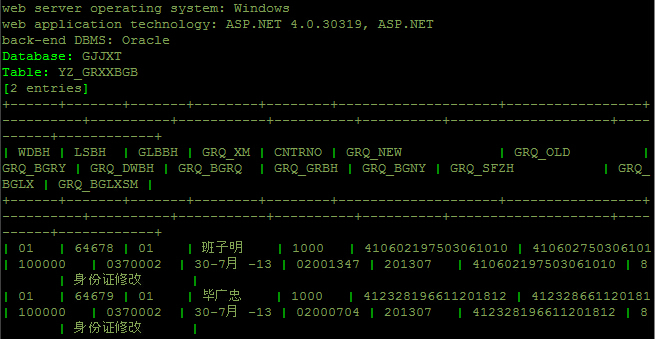 web server operating system: Windows
web application technology: ASP.NET 4.0.30319, ASP.NET
back-end DBMS: Oracle
Database: GJJXT
Table: YZ_GRXXBGB
[2 entries]
| WDBH | LSBH | GLBBH | GRQ_XM | CNTRNO | GRQ_NEW | GRQ_OLD |
GRQ_BGRY | GRQ_DWBH | GRQ_BGRQ | GRQ_GRBH | GRQ_BGNY | GRQ_SFZH | GRQ_
BGLX | GRQ_BGLXSM |
| 01 | 64678 | 01 | 班子明 | 1000 | 410602197503061010 | 410602750306101
| 100000 | 0370002 | 30-7月 -13 | 02001347 | 201307 | 410602197503061010 | 8
| 身份证修改 |
| 01 | 64679 | 01 | 毕广忠 | 1000 | 412328196611201812 | 412328661120181
| 100000 | 0370002 | 30-7月 -13 | 02000704 | 201307 | 412328196611201812 | 8
| 身份证修改 |